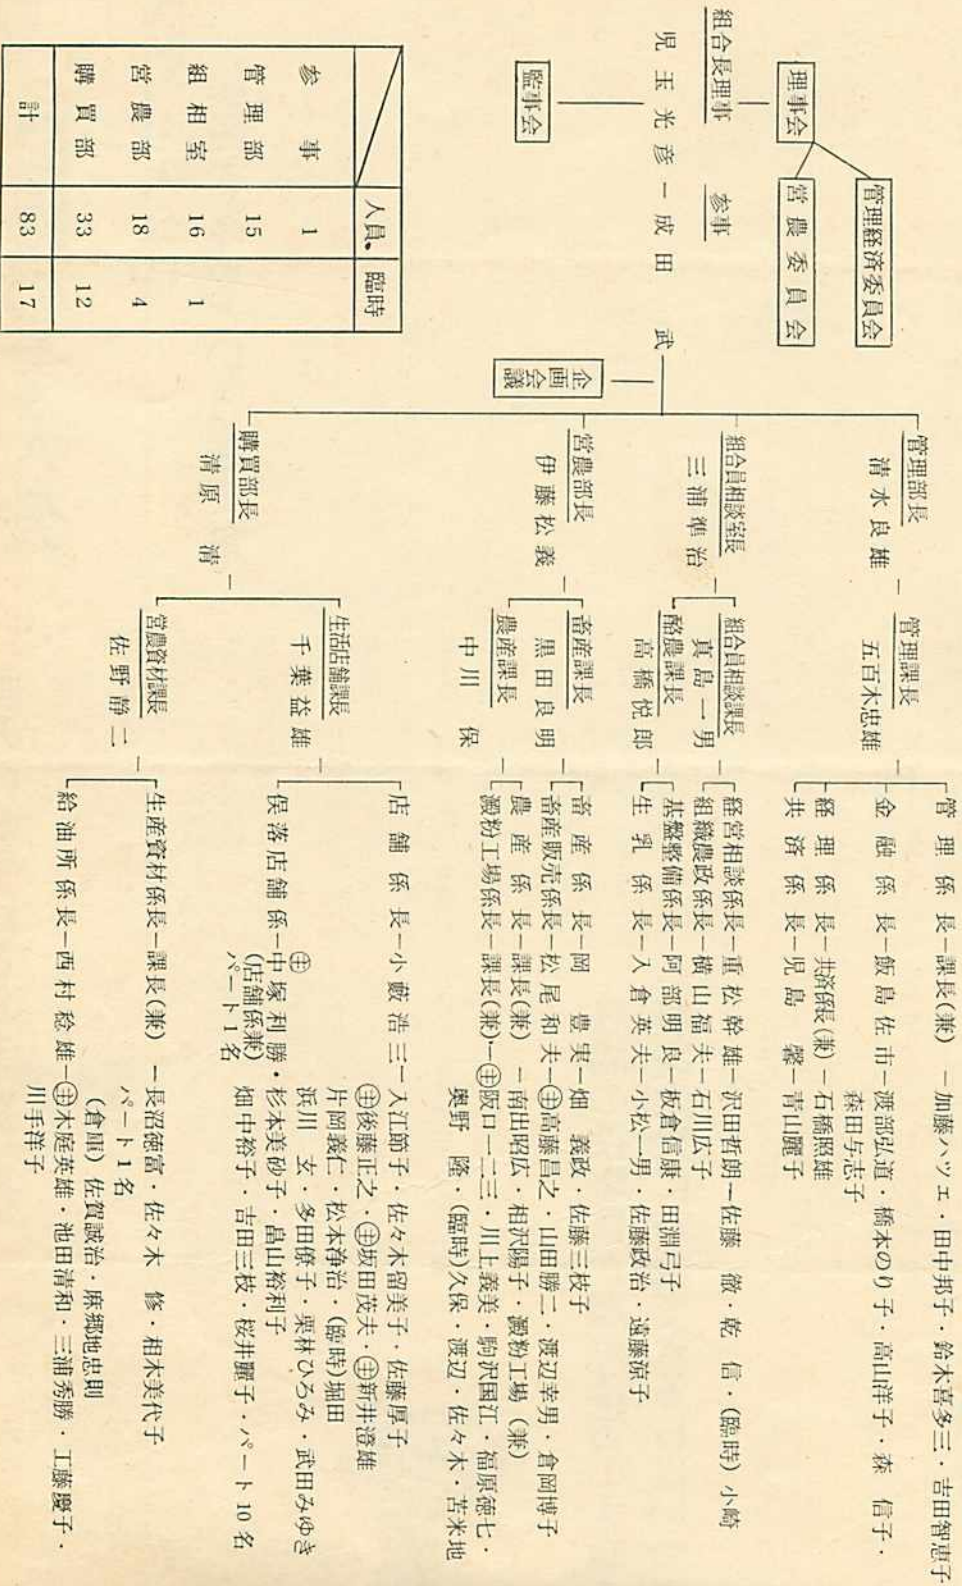 理事会
管理経済委員会
営農委員会
組合長理事
児玉光彦―成田 武
参事
監事会
企画会議
人員 臨時
参事 1
管理部 15
組相室 16 1
営農部 18 4
購買部 33 12
計 83 17
管理部長
清水良雄
管理課長
五百木忠雄
管理係長―課長(兼)―加藤ハツエ・田中邦子・鈴木喜多三・吉田智恵子
金融係長―飯島佐市―渡部弘道・橋本のり子・高山洋子・森 信子・
森田与志子
経理係長―共済係長(兼)―石橋照雄
共済係長―児島 馨―青山麗子
組合員相談室長
三浦準治
組合員相談課長
真島一男
経営相談係長―重松幹雄―沢田哲朗―佐藤 徹・乾 信・(臨時)小崎
組織農政係長―横山福夫―石川広子
酪農課長
高橋悦郎
基盤整備係長―阿部明良―板倉信康・田淵弓子
生乳係長―入倉英夫―小松一男・佐藤政治・遠藤涼子
営農部長
伊藤松義
畜産課長
黒田良明
畜産係長―岡 豊実―畑 義政・佐藤三枝子
畜産販売係長―松尾和夫―㊤高藤昌之・山田勝二・渡辺幸男・倉岡博子
農産課長
中川 保
農産係長―課長(兼)―南出昭広・相沢陽子・澱粉工場(兼)
澱粉工場係長―課長(兼)―㊤阪口一二三・川上義美・駒沢国江・福原徳七・
奥野 隆・(臨時)久保・渡辺・佐々木・苫米地
購買部長
清原 清
生活店舗課長
千葉益雄
店舗係長―小藪浩三―入江節子・佐々木留美子・佐藤厚子
㊤後藤正之・㊤坂田茂夫・㊤新井澄雄
片岡義仁・松本浄治・(臨時)堀田
浜川 玄・多田僚子・栗林ひろみ・武田みゆき
俣落店舗係―㊤中塚利勝・杉本美砂子・畠山裕利子
(店舗係兼) 畑中裕子・吉田三枝・桜井麗子・パート10名
パート1名
営農資材課長
佐野静二
生産資材係長―課長(兼)―長沼徳富・佐々木 修・相木美代子
パート1名
(倉庫)佐賀誠治・麻郷地忠則
給油所係長―西村稔雄―㊤木庭英雄・池田清和・三浦秀勝・工藤慶子・
川手洋子